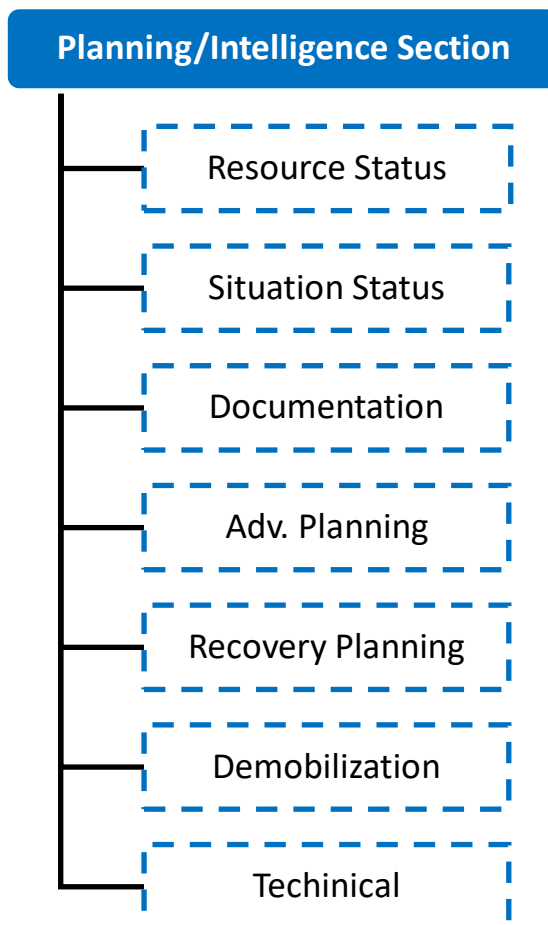 Planning/Intelligence Section
Resource Status
Situation Status
Documentation
Adv. Planning
Recovery Planning
Demobilization
Techinical